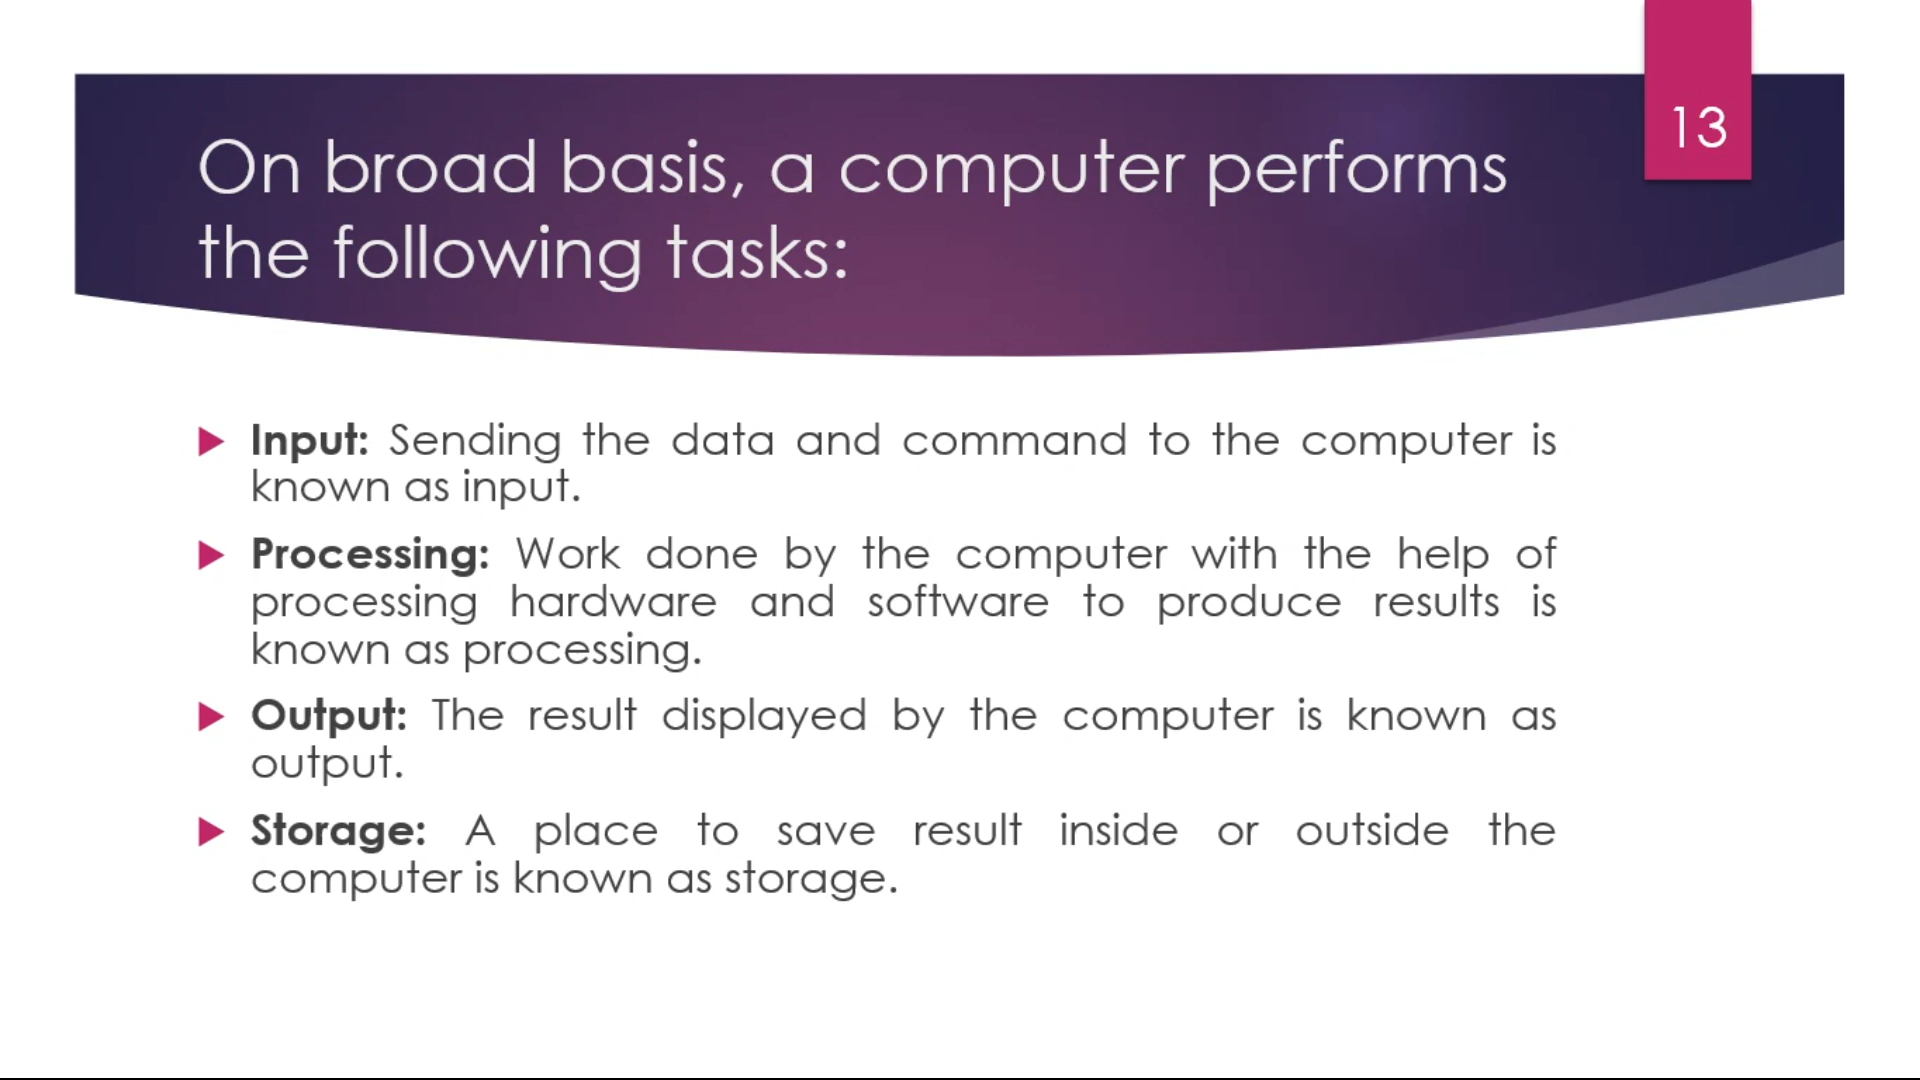 13
On broad basis, a computer performs
the following tasks:
Input: Sending the data and command to the computer is
known as input.
Processing: Work done by the computer with the help of
processing hardware and software to produce results is
known as processing.
Output: The result displayed by the computer is known as
output.
Storage: A place to save result inside or outside the
computer is known as storage.